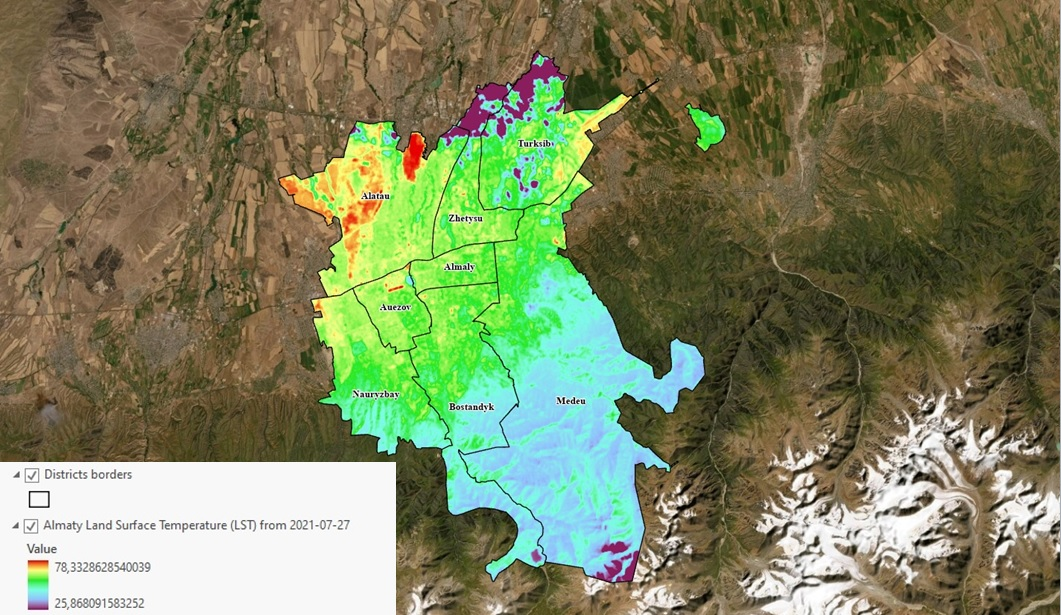 Turksib
Alatau
Zhetysu
Almaly
Auezov
Nauryzbay
Bostandyk
Medeu
Districts borders
Almaty Land Surface Temperature (LST) from 2021-07-27
Value
78,3328628540039
25,868091583252